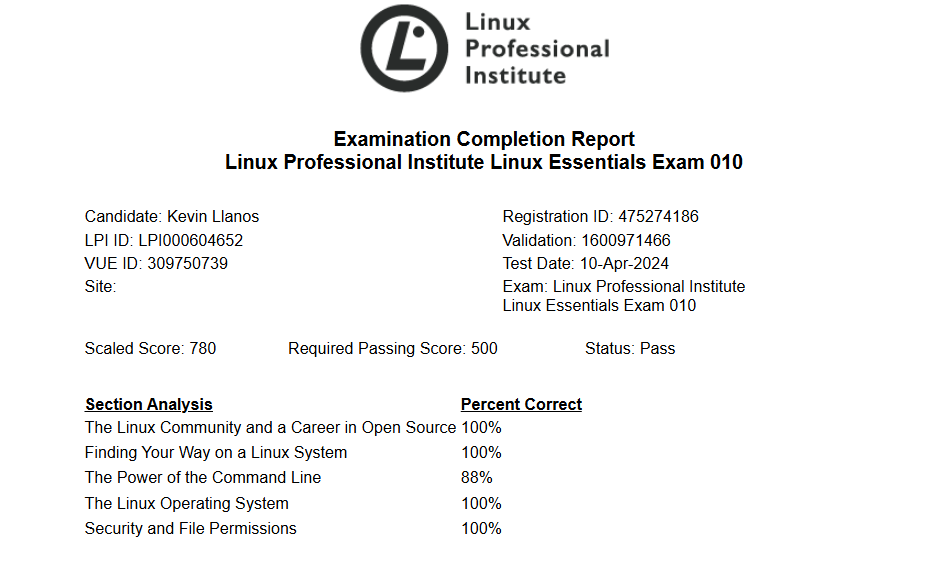 Linux
Professional
Institute
Examination Completion Report
Linux Professional Institute Linux Essentials Exam 010
Candidate: Kevin Llanos
Registration ID: 475274186
LPI ID: LPI000604652
Validation: 1600971466
VUE ID: 309750739
Test Date: 10-Apr-2024
Site:
Exam: Linux Professional Institute
Linux Essentials Exam 010
Scaled Score: 780 Required Passing Score: 500 Status: Pass
Section Analysis Percent Correct
The Linux Community and a Career in Open Source 100%
Finding Your Way on a Linux System 100%
The Power of the Command Line 88%
The Linux Operating System 100%
Security and File Permissions 100%